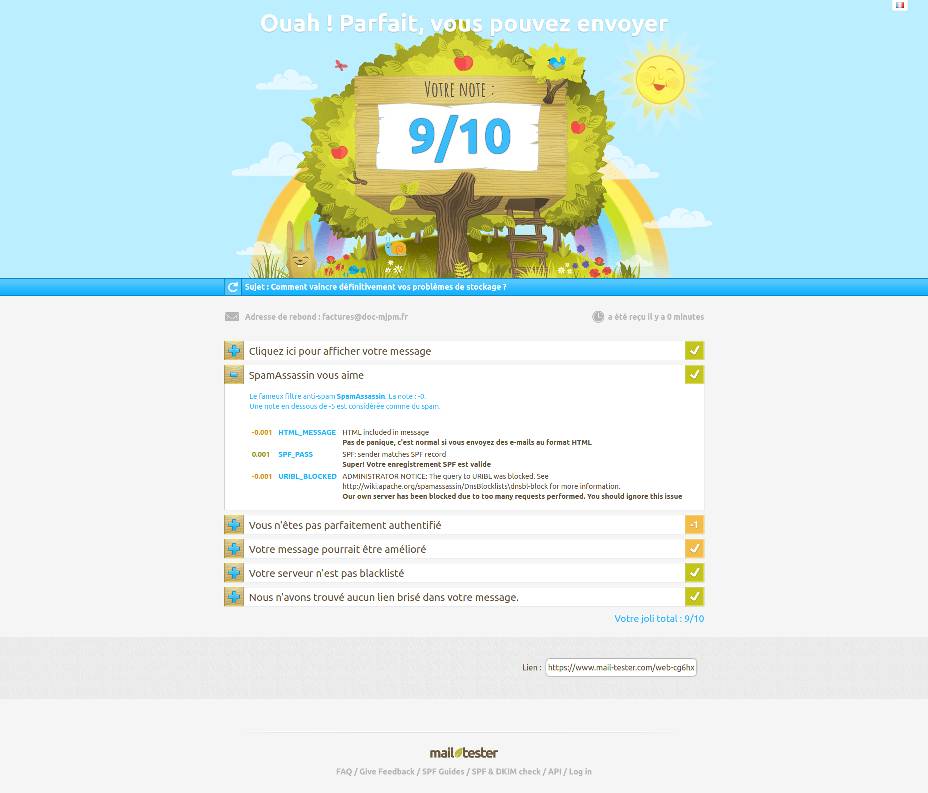 Ouah ! Parfait, vous pouvez envoyer
Votre note :
9/10
Sujet : Comment vaincre définitivement vos problèmes de stockage ?
Adresse de rebond : factures@doc-mjpm.fr
a été reçu il y a 0 minutes
Cliquez ici pour afficher votre message
SpamAssassin vous aime
Le fameux filtre anti-spam SpamAssassin. La note : -0.
Une note en dessous de -5 est considérée comme du spam.
-0.001 HTML_MESSAGE HTML included in message
Pas de panique, c'est normal si vous envoyez des e-mails au format HTML
0.001 SPF_PASS SPF: sender matches SPF record
Super! Votre enregistrement SPF est valide
-0.001 URIBL_BLOCKED ADMINISTRATOR NOTICE: The query to URIBL was blocked. See
http://wiki.apache.org/spamassassin/DnsBlocklists\dnsbl-block for more information.
Our own server has been blocked due to too many requests performed. You should ignore this issue
Vous n'êtes pas parfaitement authentifié -1
Votre message pourrait être amélioré
Votre serveur n'est pas blacklisté
Nous n'avons trouvé aucun lien brisé dans votre message.
Votre joli total : 9/10
Lien : https://www.mail-tester.com/web-cg6hx
mail tester
FAQ / Give Feedback / SPF Guides / SPF & DKIM check / API / Log in